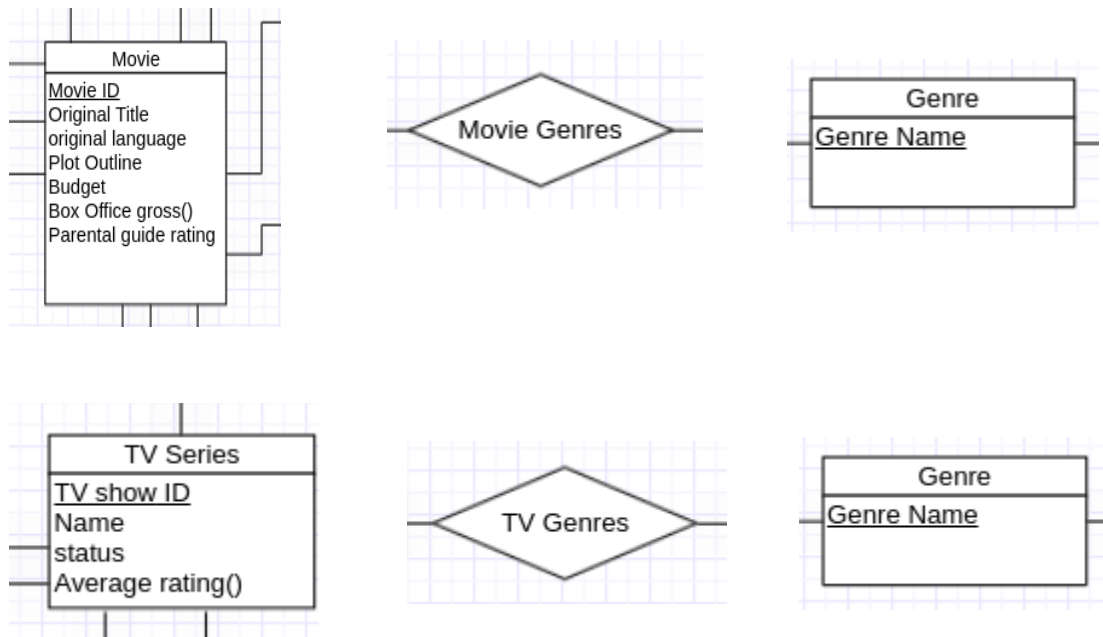 Movie
Movie ID
Original Title
original language
Plot Outline
Budget
Box Office gross()
Parental guide rating
Movie Genres
Genre
Genre Name
TV Series
TV show ID
Name
status
Average rating()
TV Genres
Genre
Genre Name